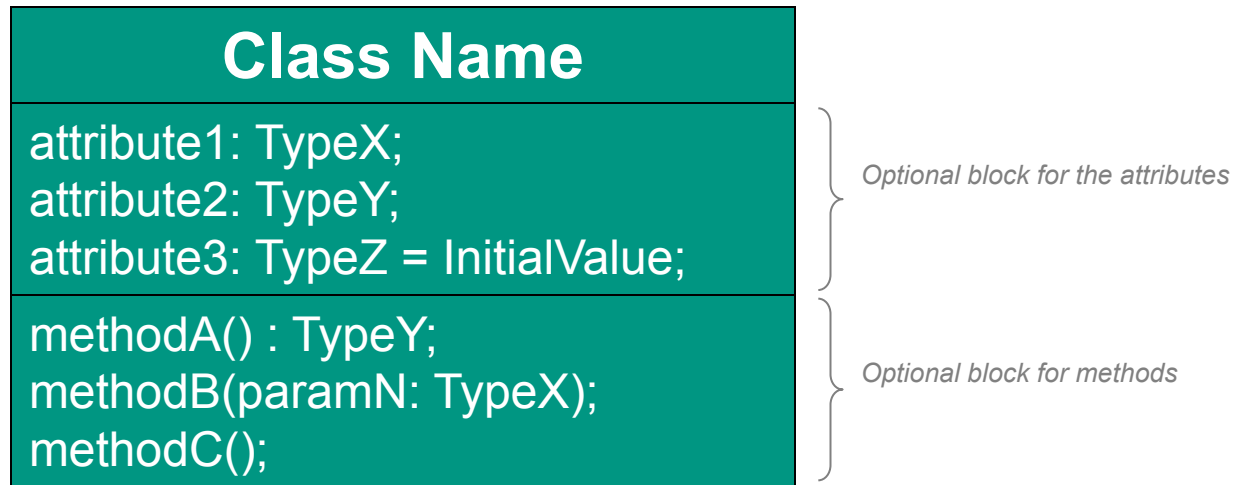 Class Name
attribute1: TypeX;
attribute2: TypeY;
attribute3: TypeZ = InitialValue;
Optional block for the attributes
methodA() : TypeY;
methodB(paramN: TypeX);
methodC();
Optional block for methods